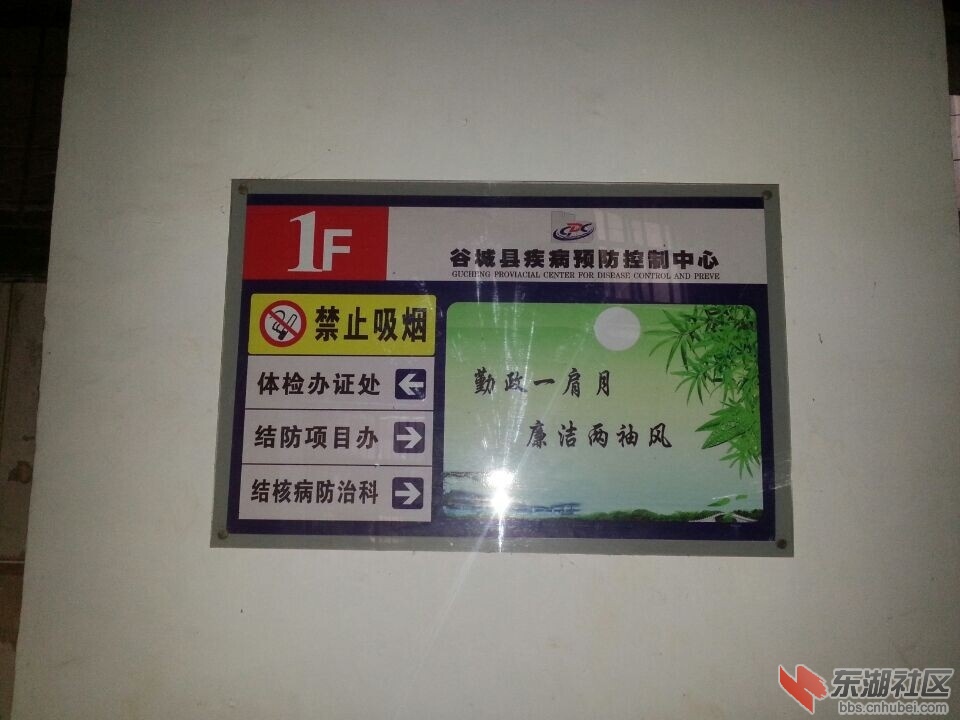 1F
CDC
谷城县疾病预防控制中心
GUCHENG PROVIACIAL CENTER FOR DISBASE CONTROL AND PREVE
禁止吸烟
体检办证处
结防项目办
结核病防治科
勤政一肩月
廉洁两袖风
东湖社区
bbs.cnhubei.com